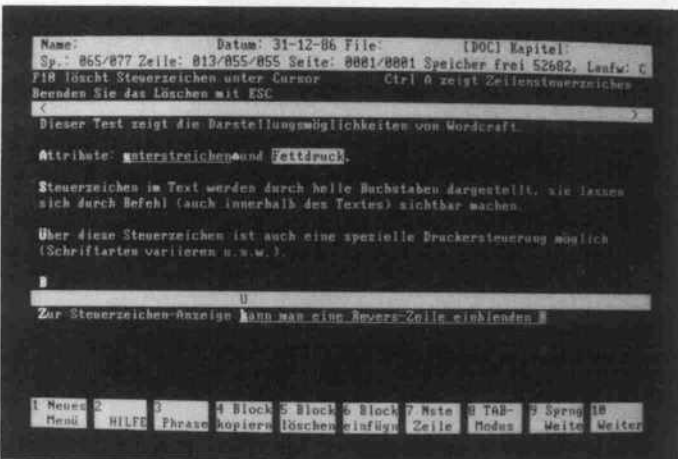 Name: Datum: 31-12-86 File: [DOC] Kapitel:
Sp.: 065/077 Zeile: 013/055/055 Seite: 0001/0001 Speicher frei 52682, Laufw: C
F10 löscht Steuerzeichen unter Cursor Ctrl A zeigt Zeilensteuerzeichen
Beenden Sie das Löschen mit ESC
< >
Dieser Text zeigt die Darstellungsmöglichkeiten von Wordcraft.
Attribute: unterstreichen und Fettdruck.
Steuerzeichen im Text werden durch helle Buchstaben dargestellt, sie lassen
sich durch Befehl (auch innerhalb des Textes) sichtbar machen.
Über diese Steuerzeichen ist auch eine spezielle Druckersteuerung möglich
(Schriftarten variieren u.s.w.).
B
U
Zur Steuerzeichen-Anzeige kann man eine Revers-Zeile einblenden
1 Neues 2 3 4 Block 5 Block 6 Block 7 Nste 8 TAB- 9 Sprng 10
Menü HILFE Phrase kopiern löschen einfügn Zeile Modus Weite Weiter